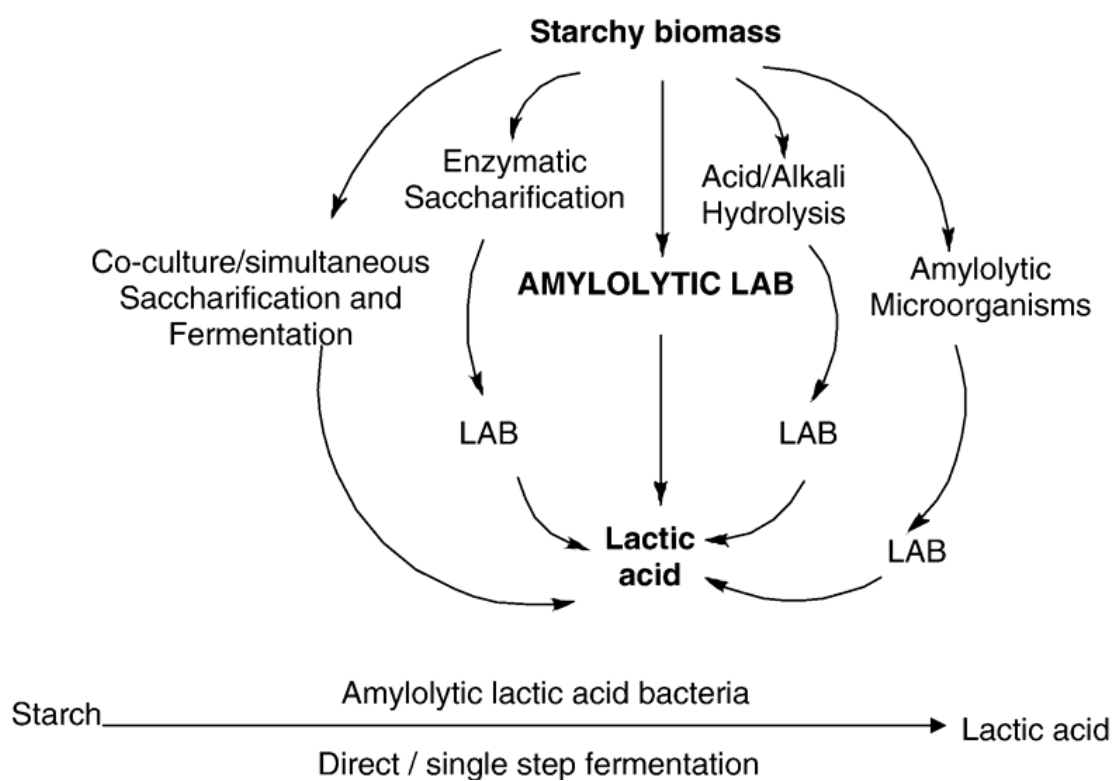 Starchy biomass
Enzymatic
Saccharification
Acid/Alkali
Hydrolysis
Co-culture/simultaneous
Saccharification and
Fermentation
AMYLOLYTIC LAB
Amylolytic
Microorganisms
LAB
LAB
Lactic
acid
LAB
Amylolytic lactic acid bacteria
Starch
Lactic acid
Direct / single step fermentation